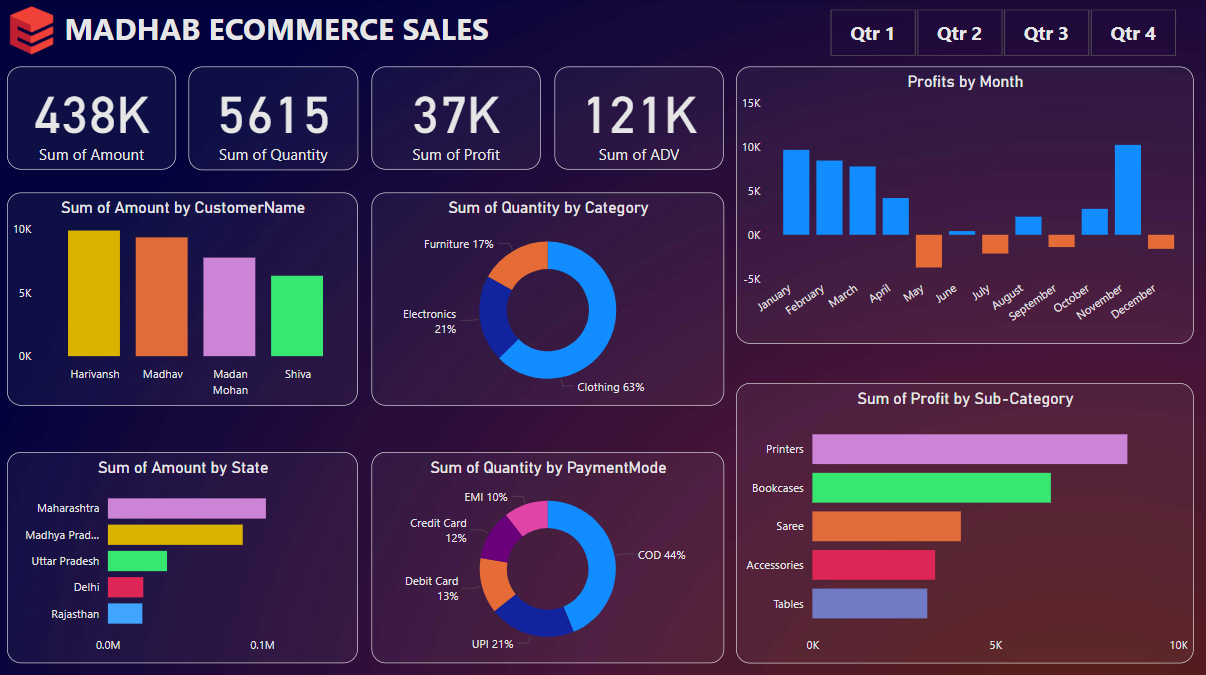 MADHAB ECOMMERCE SALES
Qtr 1
Qtr 2
Qtr 3
Qtr 4
438K
Sum of Amount
5615
Sum of Quantity
37K
Sum of Profit
121K
Sum of ADV
Profits by Month
15K
10K
5K
0K
-5K
January
February
March
April
May
June
July
August
September
October
November
December
Sum of Amount by CustomerName
10K
5K
0K
Harivansh
Madhav
Madan
Mohan
Shiva
Sum of Quantity by Category
Furniture 17%
Electronics
21%
Clothing 63%
Sum of Profit by Sub-Category
Printers
Bookcases
Saree
Accessories
Tables
0K
5K
10K
Sum of Amount by State
Maharashtra
Madhya Prad...
Uttar Pradesh
Delhi
Rajasthan
0.0M
0.1M
Sum of Quantity by PaymentMode
EMI 10%
Credit Card
12%
Debit Card
13%
UPI 21%
COD 44%